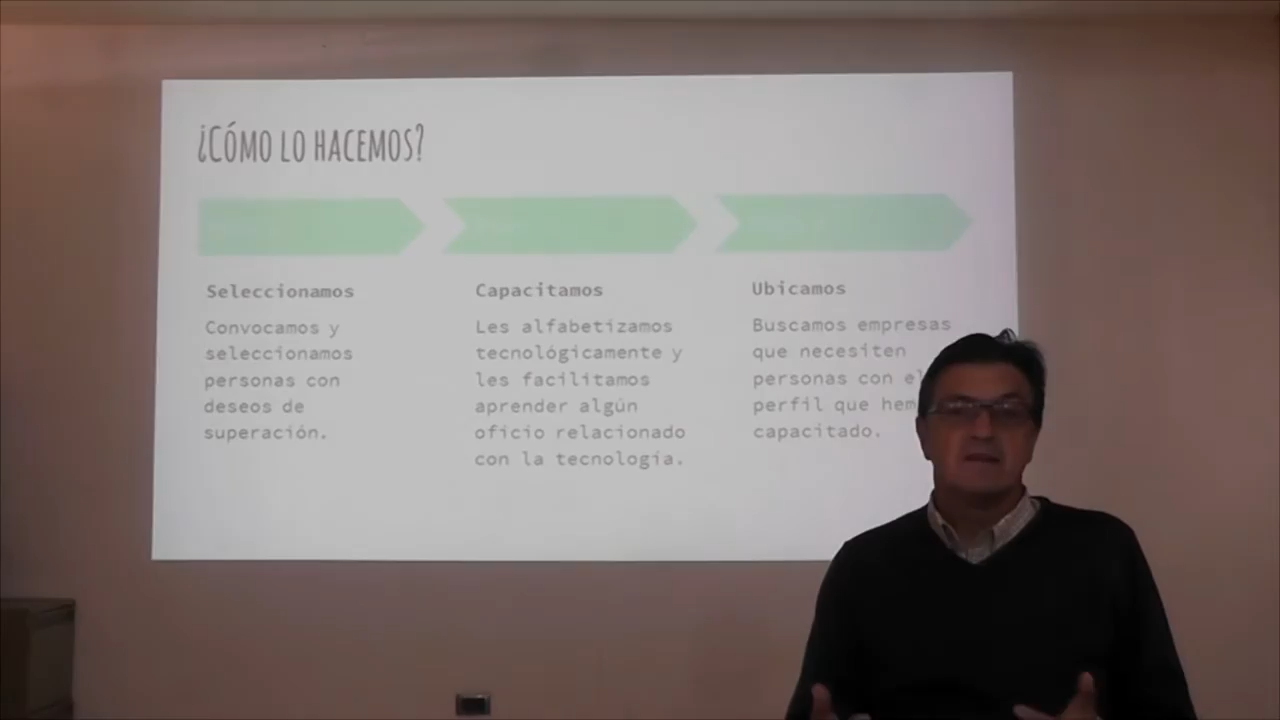 ¿Cómo lo hacemos?
Seleccionamos
Convocamos y
seleccionamos
personas con
deseos de
superación.
Capacitamos
Les alfabetizamos
tecnológicamente y
les facilitamos
aprender algún
oficio relacionado
con la tecnología.
Ubicamos
Buscamos empresas
que necesiten
personas con el
perfil que hem
capacitado.